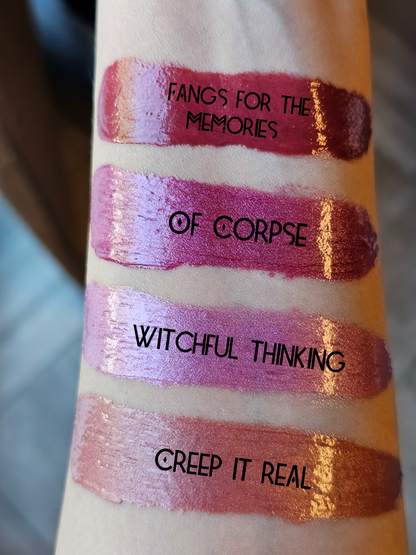 FANGS FOR THE
MEMORIES
OF CORPSE
WITCHFUL THINKING
CREEP IT REAL